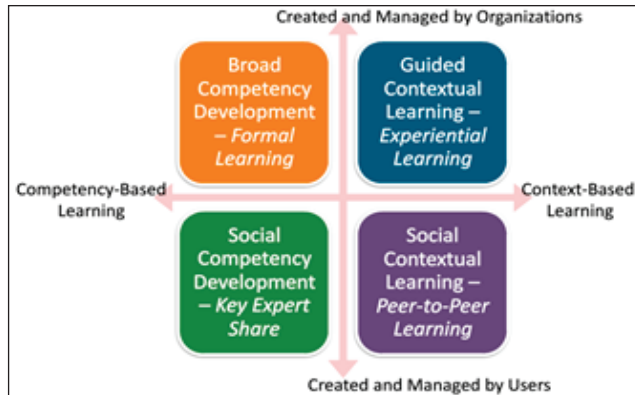 Created and Managed by Organizations
Broad
Competency
Development
– Formal
Learning
Guided
Contextual
Learning –
Experiential
Learning
Competency-Based
Learning
Context-Based
Learning
Social
Competency
Development
– Key Expert
Share
Social
Contextual
Learning –
Peer-to-Peer
Learning
Created and Managed by Users